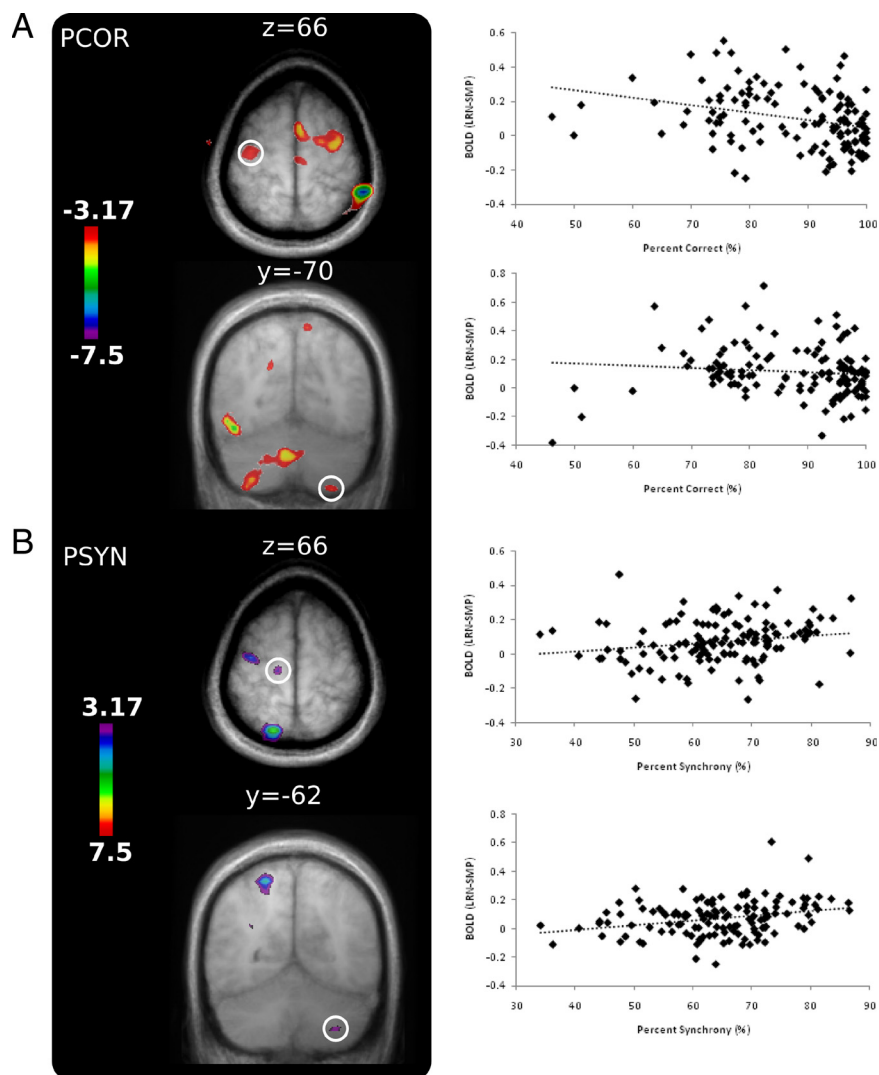 A
PCOR
z=66
-3.17
-7.5
y=-70
BOLD (LRN-SMP)
0.6
0.4
0.2
0
-0.2
-0.4
40 50 60 70 80 90 100
Percent Correct (%)
BOLD (LRN-SMP)
0.8
0.6
0.4
0.2
0
-0.2
-0.4
40 50 60 70 80 90 100
Percent Correct (%)
B
PSYN
z=66
3.17
7.5
y=-62
BOLD (LRN-SMP)
0.6
0.4
0.2
0
-0.2
-0.4
30 40 50 60 70 80 90
Percent Synchrony (%)
BOLD (LRN-SMP)
0.8
0.6
0.4
0.2
0
-0.2
-0.4
30 40 50 60 70 80 90
Percent Synchrony (%)